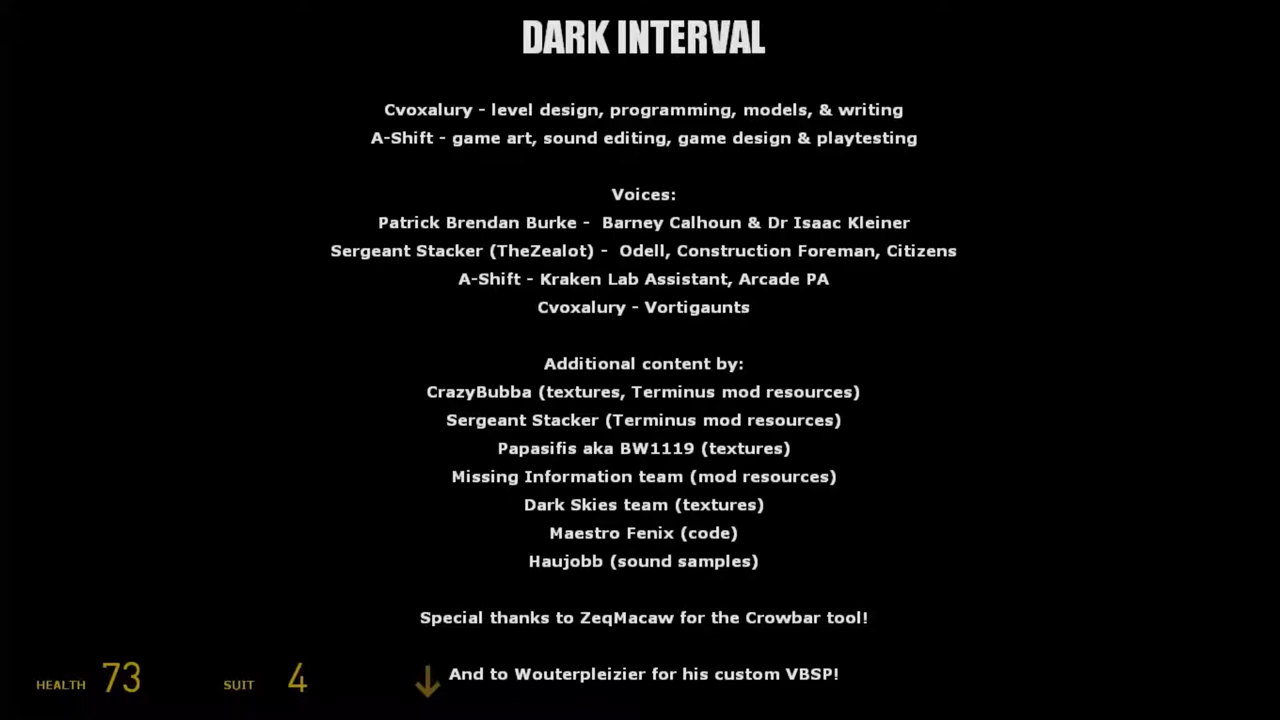 DARK INTERVAL
Cvoxalury - level design, programming, models, & writing
A-Shift - game art, sound editing, game design & playtesting
Voices:
Patrick Brendan Burke - Barney Calhoun & Dr Isaac Kleiner
Sergeant Stacker (TheZealot) - Odell, Construction Foreman, Citizens
A-Shift - Kraken Lab Assistant, Arcade PA
Cvoxalury - Vortigaunts
Additional content by:
CrazyBubba (textures, Terminus mod resources)
Sergeant Stacker (Terminus mod resources)
Papasifis aka BW1119 (textures)
Missing Information team (mod resources)
Dark Skies team (textures)
Maestro Fenix (code)
Haujobb (sound samples)
Special thanks to ZeqMacaw for the Crowbar tool!
And to Wouterpleizier for his custom VBSP!
HEALTH 73 SUIT 4